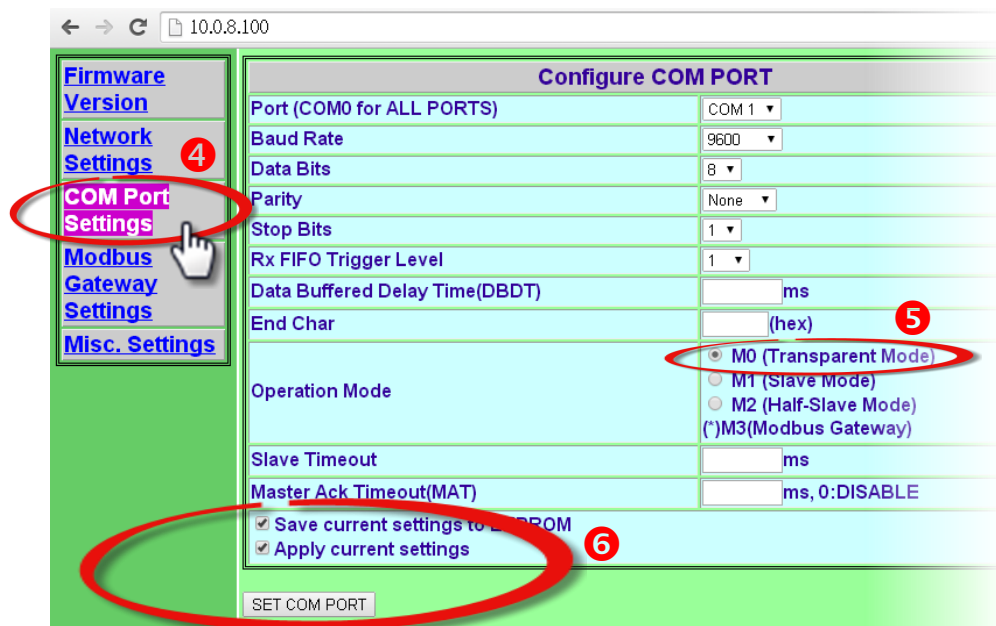 10.0.8.100
Firmware
Version
Network
Settings
4
COM Port
Settings
Modbus
Gateway
Settings
Misc. Settings
Configure COM PORT
Port (COM0 for ALL PORTS) COM 1
Baud Rate 9600
Data Bits 8
Parity None
Stop Bits 1
Rx FIFO Trigger Level 1
Data Buffered Delay Time(DBDT) ms
End Char (hex)
5
Operation Mode
M0 (Transparent Mode)
M1 (Slave Mode)
M2 (Half-Slave Mode)
(*)M3(Modbus Gateway)
Slave Timeout ms
Master Ack Timeout(MAT) ms, 0:DISABLE
Save current settings to EEPROM
Apply current settings
6
SET COM PORT